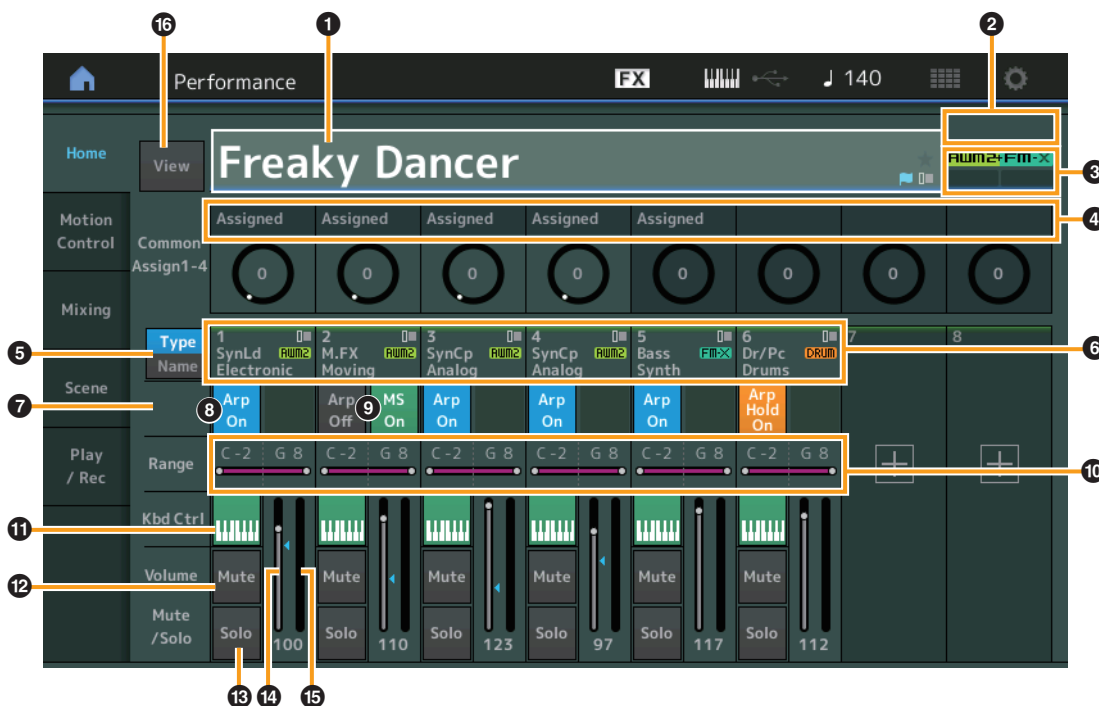 16 1 2
Performance FX 140
Home View Freaky Dancer AWM2+FM-X 3
Motion Control Common Assign1-4 Assigned Assigned Assigned Assigned Assigned 4
0 0 0 0 0 0 0 0
Mixing
5 Type Name
1 SynLd Electronic AWM2
2 M.FX Moving AWM2
3 SynCp Analog AWM2
4 SynCp Analog AWM2
5 Bass Synth FM-X
6 Dr/Pc Drums DRUM
7 8 6
Scene
7 8 Arp On Arp Off 9 MS On Arp On Arp On Arp On Arp Hold On
Play / Rec
Range C -2 G 8 C -2 G 8 C -2 G 8 C -2 G 8 C -2 G 8 C -2 G 8 10
11 Kbd Ctrl
12 Volume Mute Mute Mute Mute Mute Mute
Mute /Solo Solo Solo Solo Solo Solo Solo
100 110 123 97 117 112
13 14 15